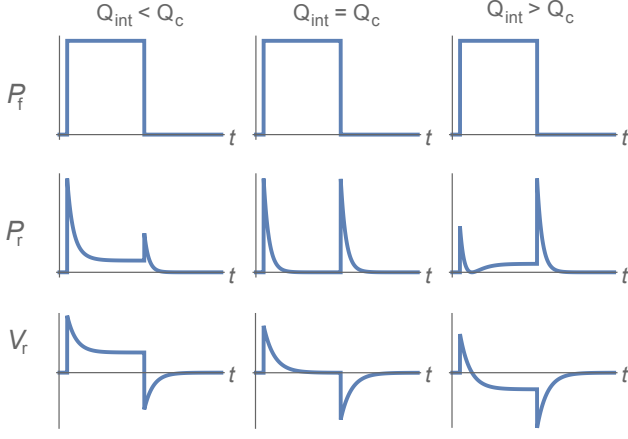 Q_int < Q_c Q_int = Q_c Q_int > Q_c
P_f t t t
P_r t t t
V_r t t t